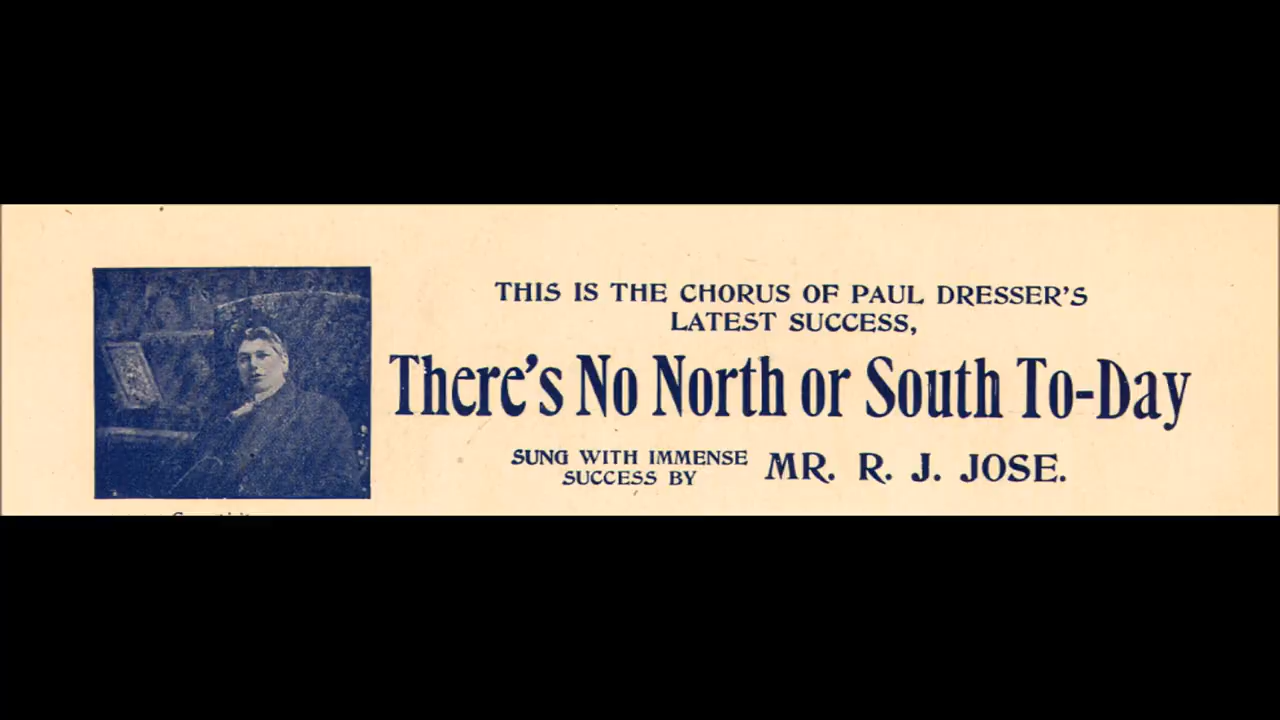 THIS IS THE CHORUS OF PAUL DRESSER'S
LATEST SUCCESS,
There's No North or South To-Day
SUNG WITH IMMENSE
SUCCESS BY
MR. R. J. JOSE.